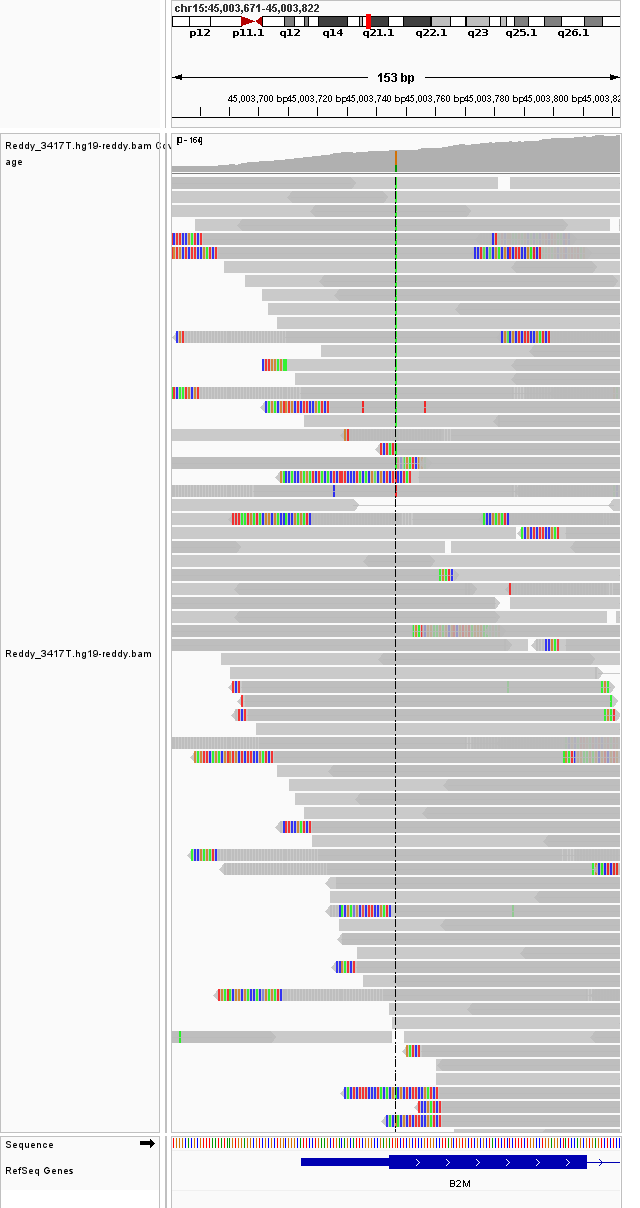 chr15:45,003,671-45,003,822
p12 p11.1 q12 q14 q21.1 q22.1 q23 q25.1 q26.1
153 bp
45,003,700 bp 45,003,720 bp 45,003,740 bp 45,003,760 bp 45,003,780 bp 45,003,800 bp 45,003,82
Reddy_3417T.hg19-reddy.bam Cov
age
[0 - 164]
Reddy_3417T.hg19-reddy.bam
Sequence
RefSeq Genes
B2M